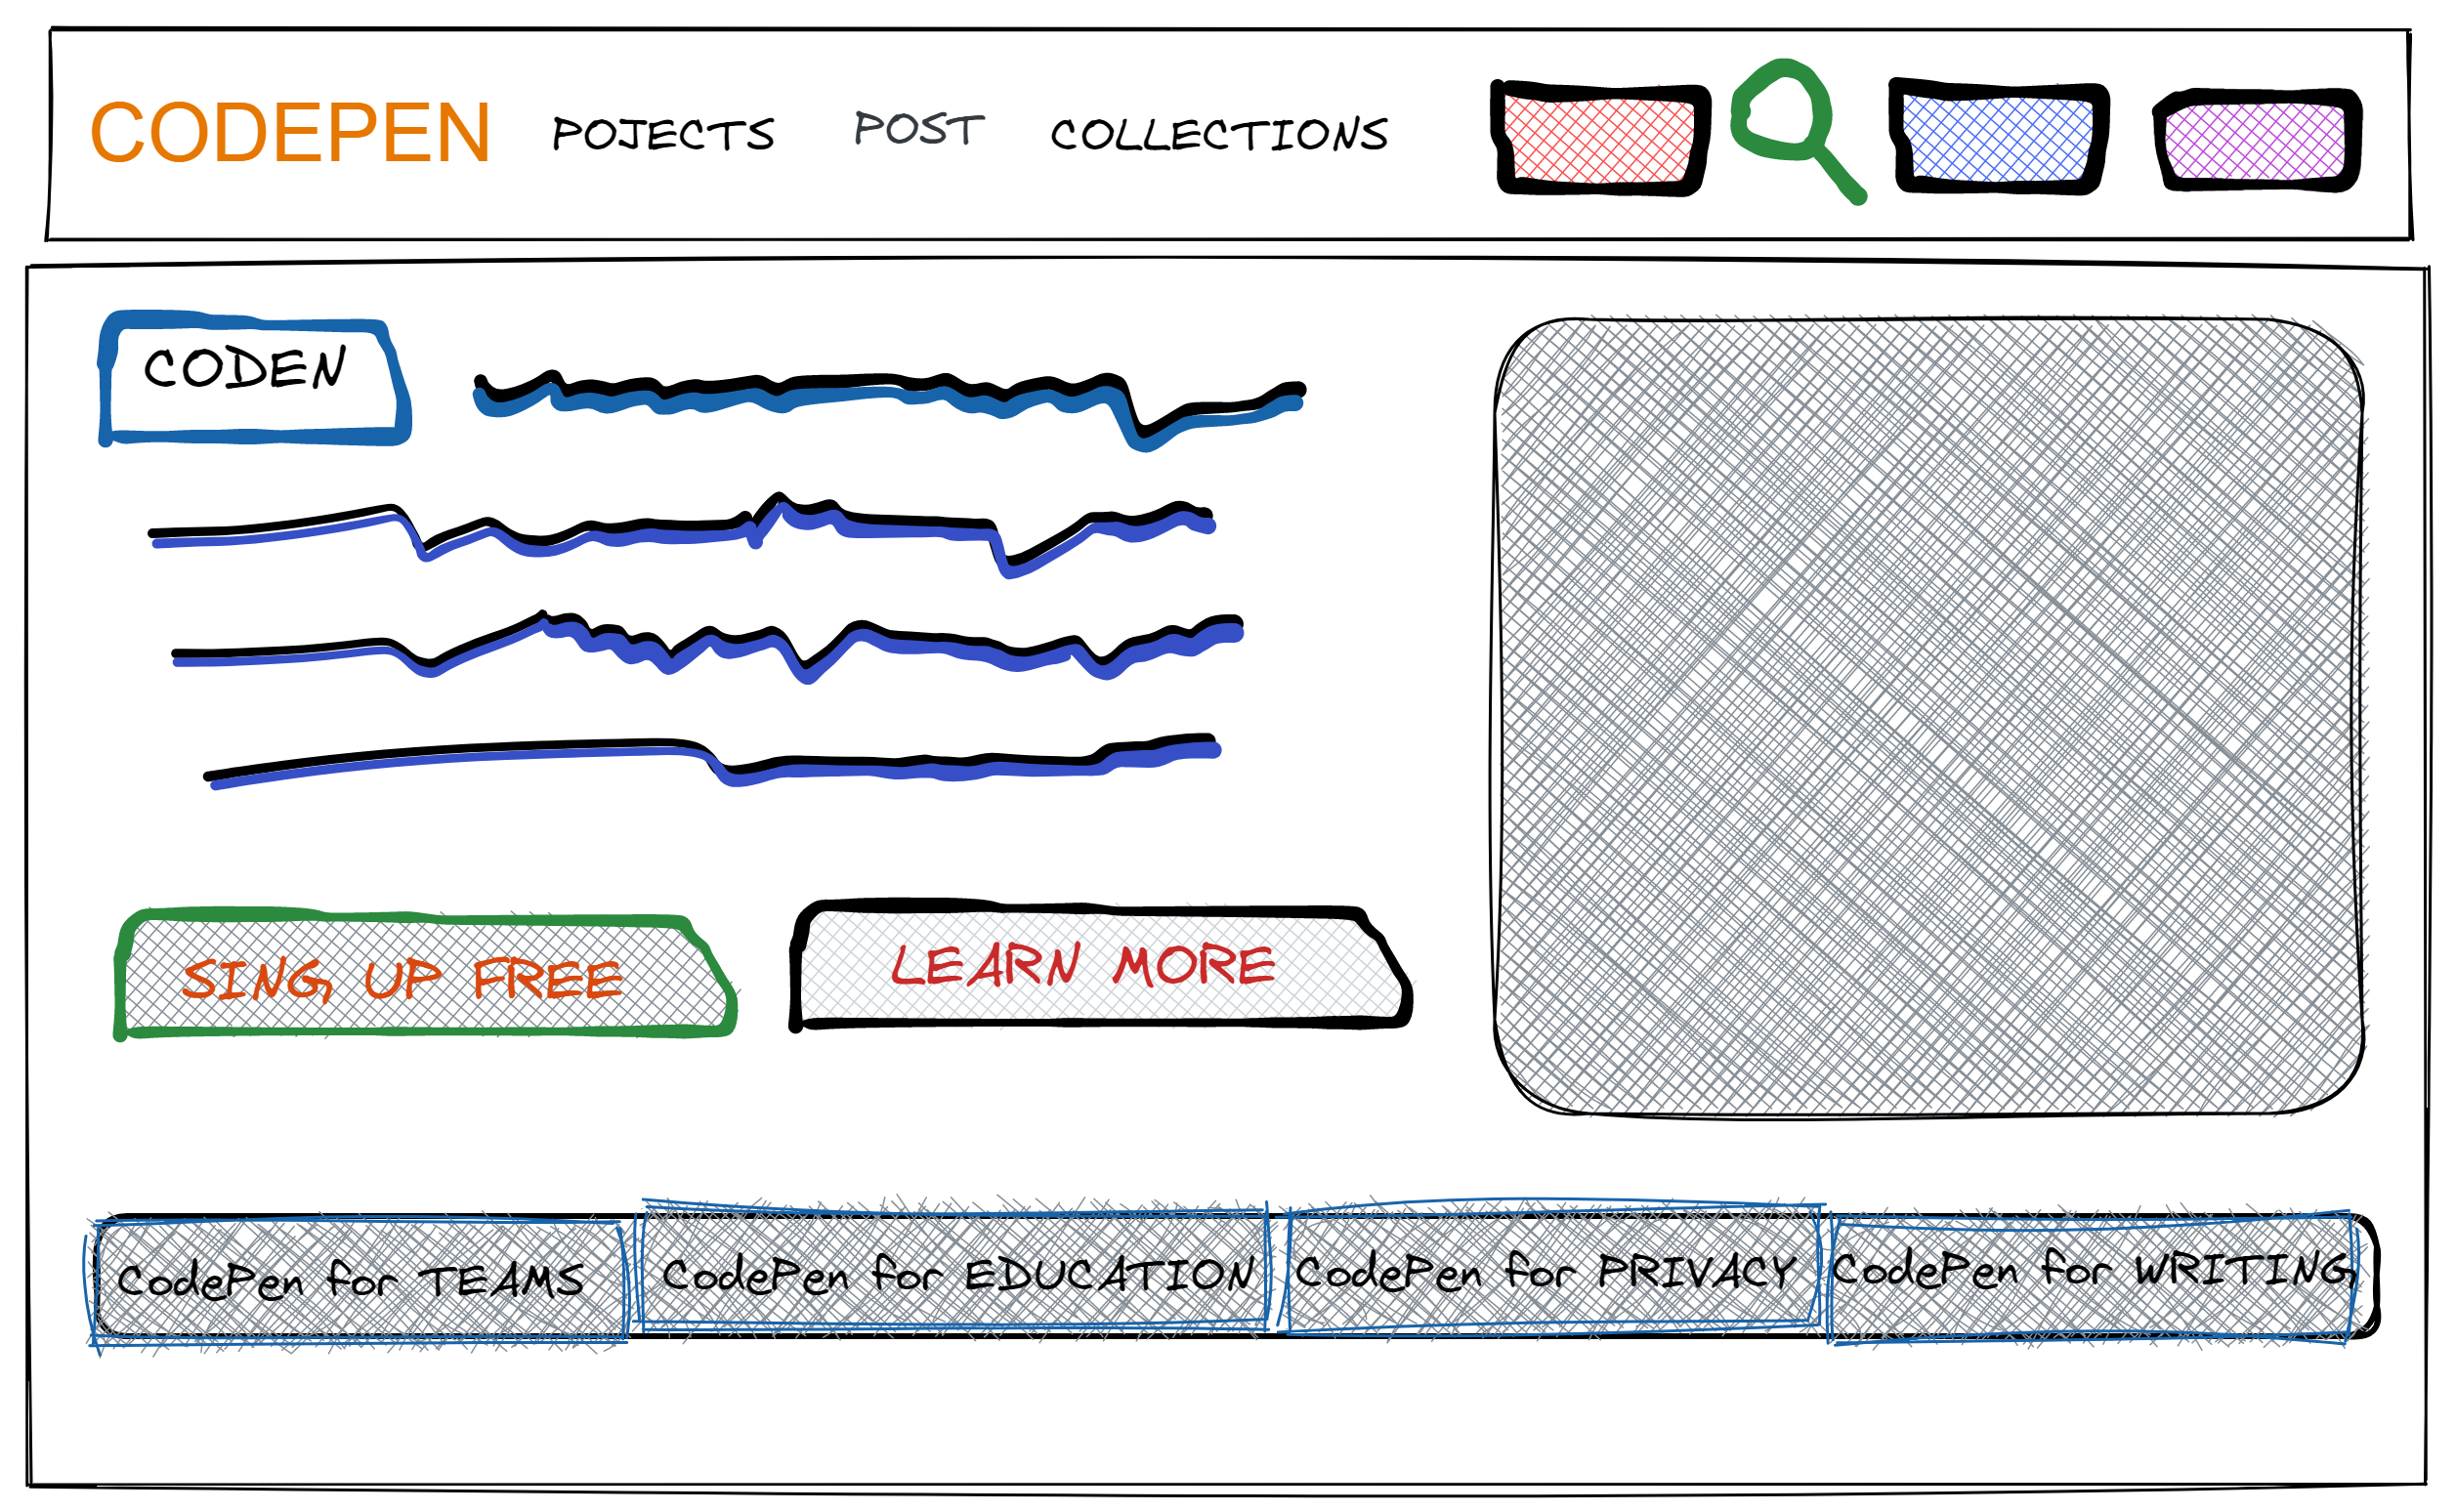 CODEPEN POJECTS POST COLLECTIONS
CODEN
SING UP FREE LEARN MORE
CodePen for TEAMS CodePen for EDUCATION CodePen for PRIVACY CodePen for WRITING